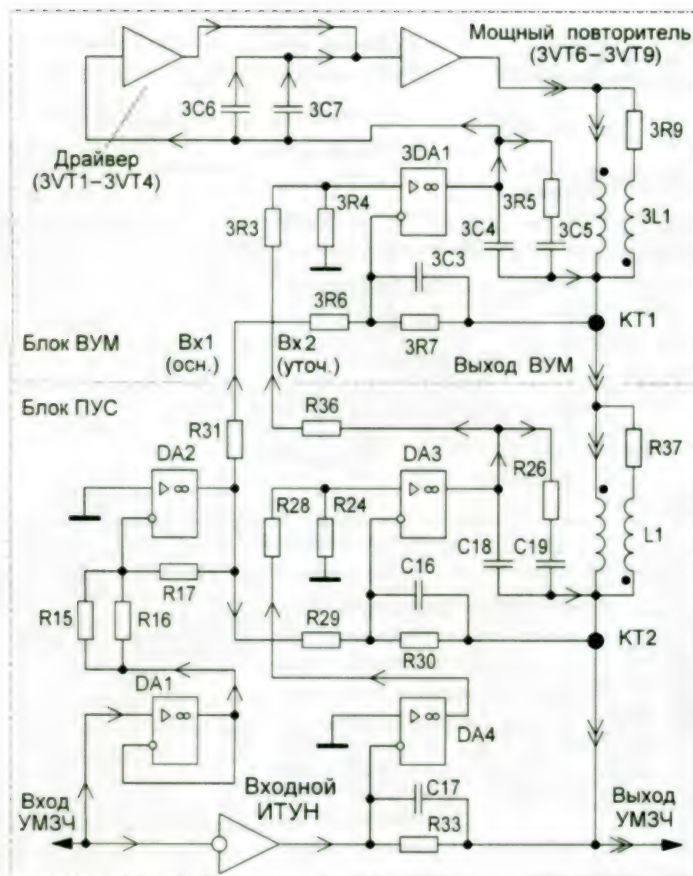 Мощный повторитель
(3VT6–3VT9)
3C6
3C7
3R9
Драйвер
(3VT1–3VT4)
3DA1
▷ ∞
3R3
3R4
3R5
3C4
3C5
3L1
3C3
3R6
KT1
3R7
Блок ВУМ
Вх1
(осн.)
Вх2
(уточ.)
Выход ВУМ
Блок ПУС
R36
R31
R37
DA2
▷ ∞
DA3
▷ ∞
R26
R28
R24
L1
C16
C18
C19
R17
R15
R16
R29
KT2
R30
DA1
▷ ∞
▷ ∞
DA4
Вход
УМЗЧ
Входной
ИТУН
C17
R33
Выход
УМЗЧ